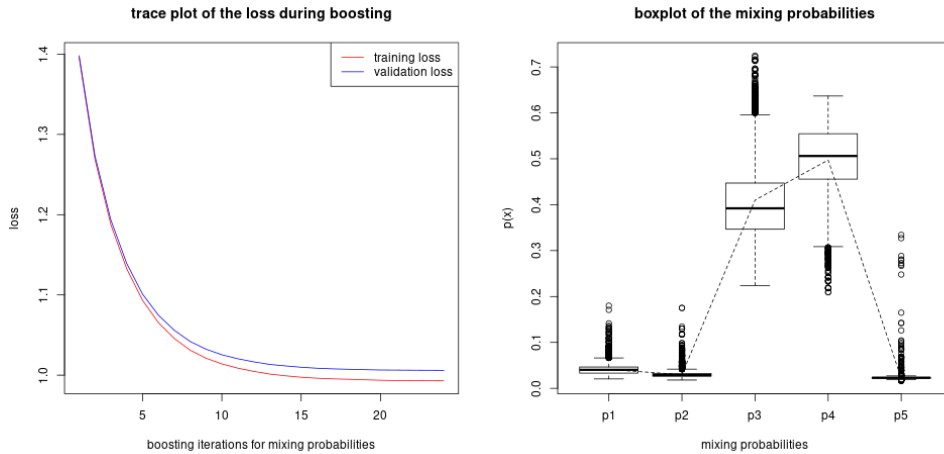 trace plot of the loss during boosting
1.4
1.3
1.2
1.1
1.0
loss
training loss
validation loss
5
10
15
20
boosting iterations for mixing probabilities
boxplot of the mixing probabilities
0.7
0.6
0.5
0.4
0.3
0.2
0.1
0.0
p(x)
p1
p2
p3
p4
p5
mixing probabilities